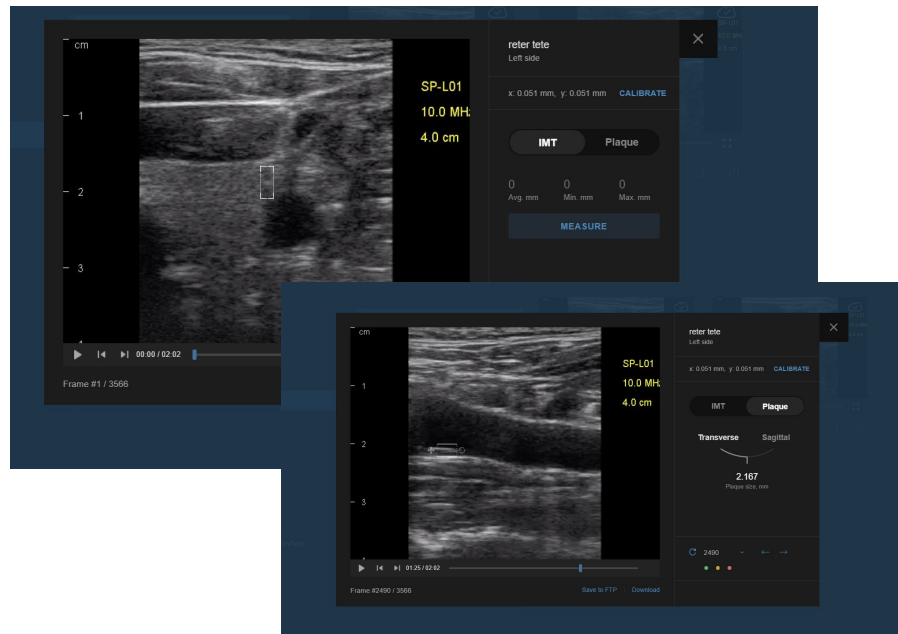 cm
1
2
3
SP-L01
10.0 MHz
4.0 cm
00:00 / 02:02
Frame #1 / 3566
reter tete
Left side
x: 0.051 mm, y: 0.051 mm CALIBRATE
IMT Plaque
0 0 0
Avg. mm Min. mm Max. mm
MEASURE
cm
1
2
3
SP-L01
10.0 MHz
4.0 cm
01:25 / 02:02
Frame #2490 / 3566
Save to FTP Download
reter tete
Left side
x: 0.051 mm, y: 0.051 mm CALIBRATE
IMT Plaque
Transverse Sagittal
2.167
Plaque size, mm
2490